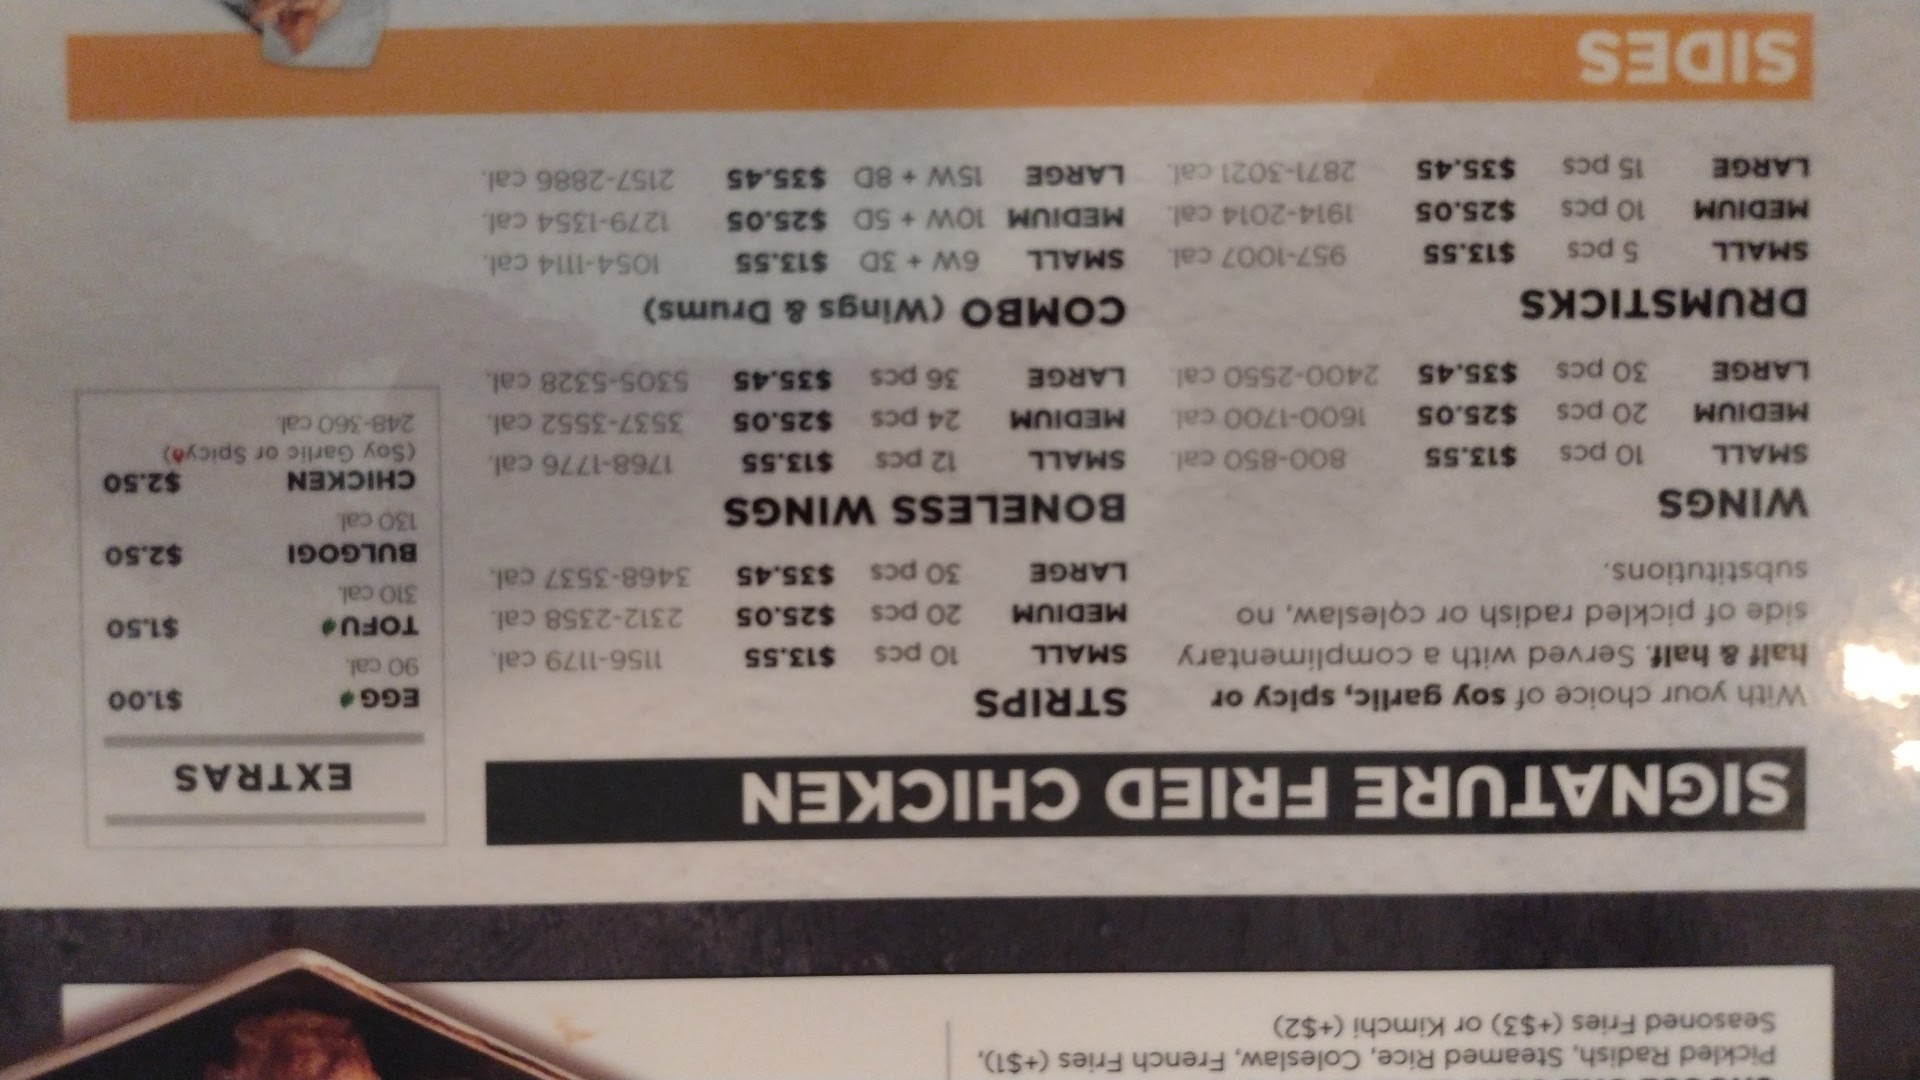 Pickled Radish, Steamed Rice, Coleslaw, French Fries (+$1),
Seasoned Fries (+$3) or Kimchi (+$2)
SIGNATURE FRIED CHICKEN
With your choice of soy garlic, spicy or
half & half. Served with a complimentary
side of pickled radish or coleslaw, no
substitutions.
WINGS
SMALL 10 pcs $13.55 800-850 cal.
MEDIUM 20 pcs $25.05 1600-1700 cal.
LARGE 30 pcs $35.45 2400-2550 cal.
DRUMSTICKS
SMALL 5 pcs $13.55 957-1007 cal.
MEDIUM 10 pcs $25.05 1914-2014 cal.
LARGE 15 pcs $35.45 2871-3021 cal.
STRIPS
SMALL 10 pcs $13.55 1156-1179 cal.
MEDIUM 20 pcs $25.05 2312-2358 cal.
LARGE 30 pcs $35.45 3468-3537 cal.
BONELESS WINGS
SMALL 12 pcs $13.55 1768-1776 cal.
MEDIUM 24 pcs $25.05 3537-3552 cal.
LARGE 36 pcs $35.45 5305-5328 cal.
COMBO (Wings & Drums)
SMALL 6W + 3D $13.55 1054-1114 cal.
MEDIUM 10W + 5D $25.05 1279-1354 cal.
LARGE 15W + 8D $35.45 2157-2886 cal.
EXTRAS
EGG $1.00
90 cal.
TOFU $1.50
310 cal.
BULGOGI $2.50
130 cal.
CHICKEN $2.50
(Soy Garlic or Spicy)
248-360 cal.
SIDES